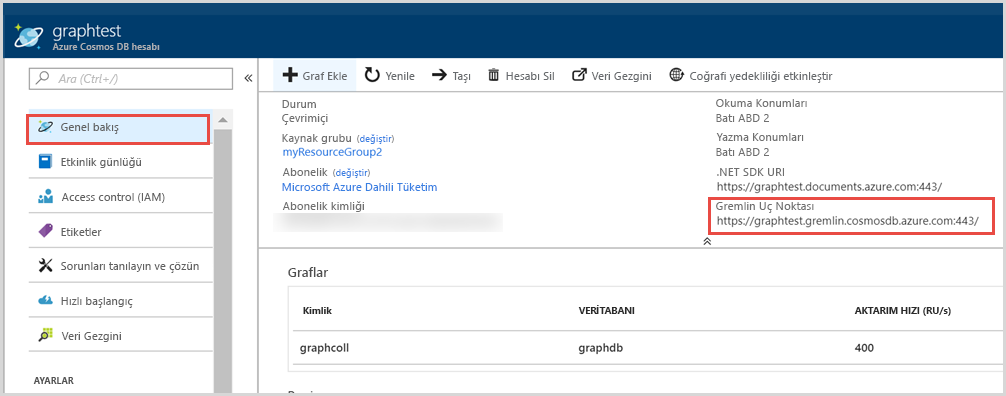 graphtest
Azure Cosmos DB hesabı
Ara (Ctrl+/)
Genel bakış
Etkinlik günlüğü
Access control (IAM)
Etiketler
Sorunları tanılayın ve çözün
Hızlı başlangıç
Veri Gezgini
AYARLAR
Graf Ekle Yenile Taşı Hesabı Sil Veri Gezgini Coğrafi yedekliliği etkinleştir
Durum
Çevrimiçi
Kaynak grubu (değiştir)
myResourceGroup2
Abonelik (değiştir)
Microsoft Azure Dahili Tüketim
Abonelik kimliği
Okuma Konumları
Batı ABD 2
Yazma Konumları
Batı ABD 2
.NET SDK URI
https://graphtest.documents.azure.com:443/
Gremlin Uç Noktası
https://graphtest.gremlin.cosmosdb.azure.com:443/
Graflar
Kimlik VERİTABANI AKTARIM HIZI (RU/s)
graphcoll graphdb 400